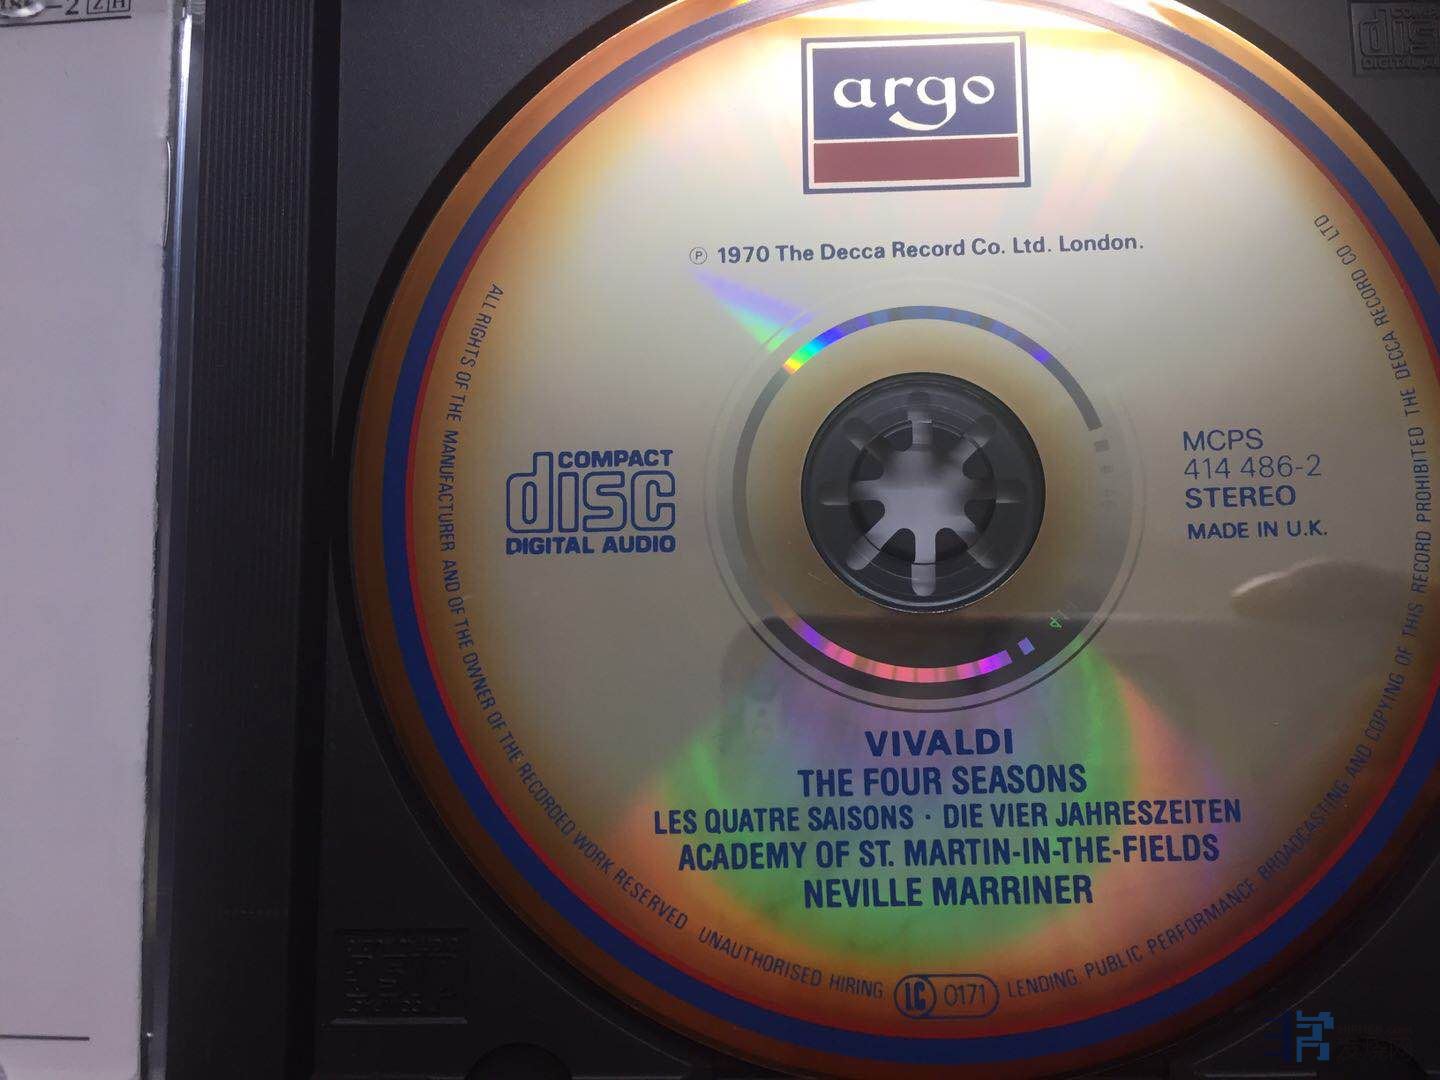 argo
Ⓟ 1970 The Decca Record Co. Ltd. London.
COMPACT
disc
DIGITAL AUDIO
MCPS
414 486-2
STEREO
MADE IN U.K.
VIVALDI
THE FOUR SEASONS
LES QUATRE SAISONS · DIE VIER JAHRESZEITEN
ACADEMY OF ST. MARTIN-IN-THE-FIELDS
NEVILLE MARRINER
ALL RIGHTS OF THE MANUFACTURER AND OF THE OWNER OF THE RECORDED WORK RESERVED UNAUTHORISED HIRING, LENDING, PUBLIC PERFORMANCE BROADCASTING AND COPYING OF THIS RECORD PROHIBITED THE DECCA RECORD CO LTD
LC 0171